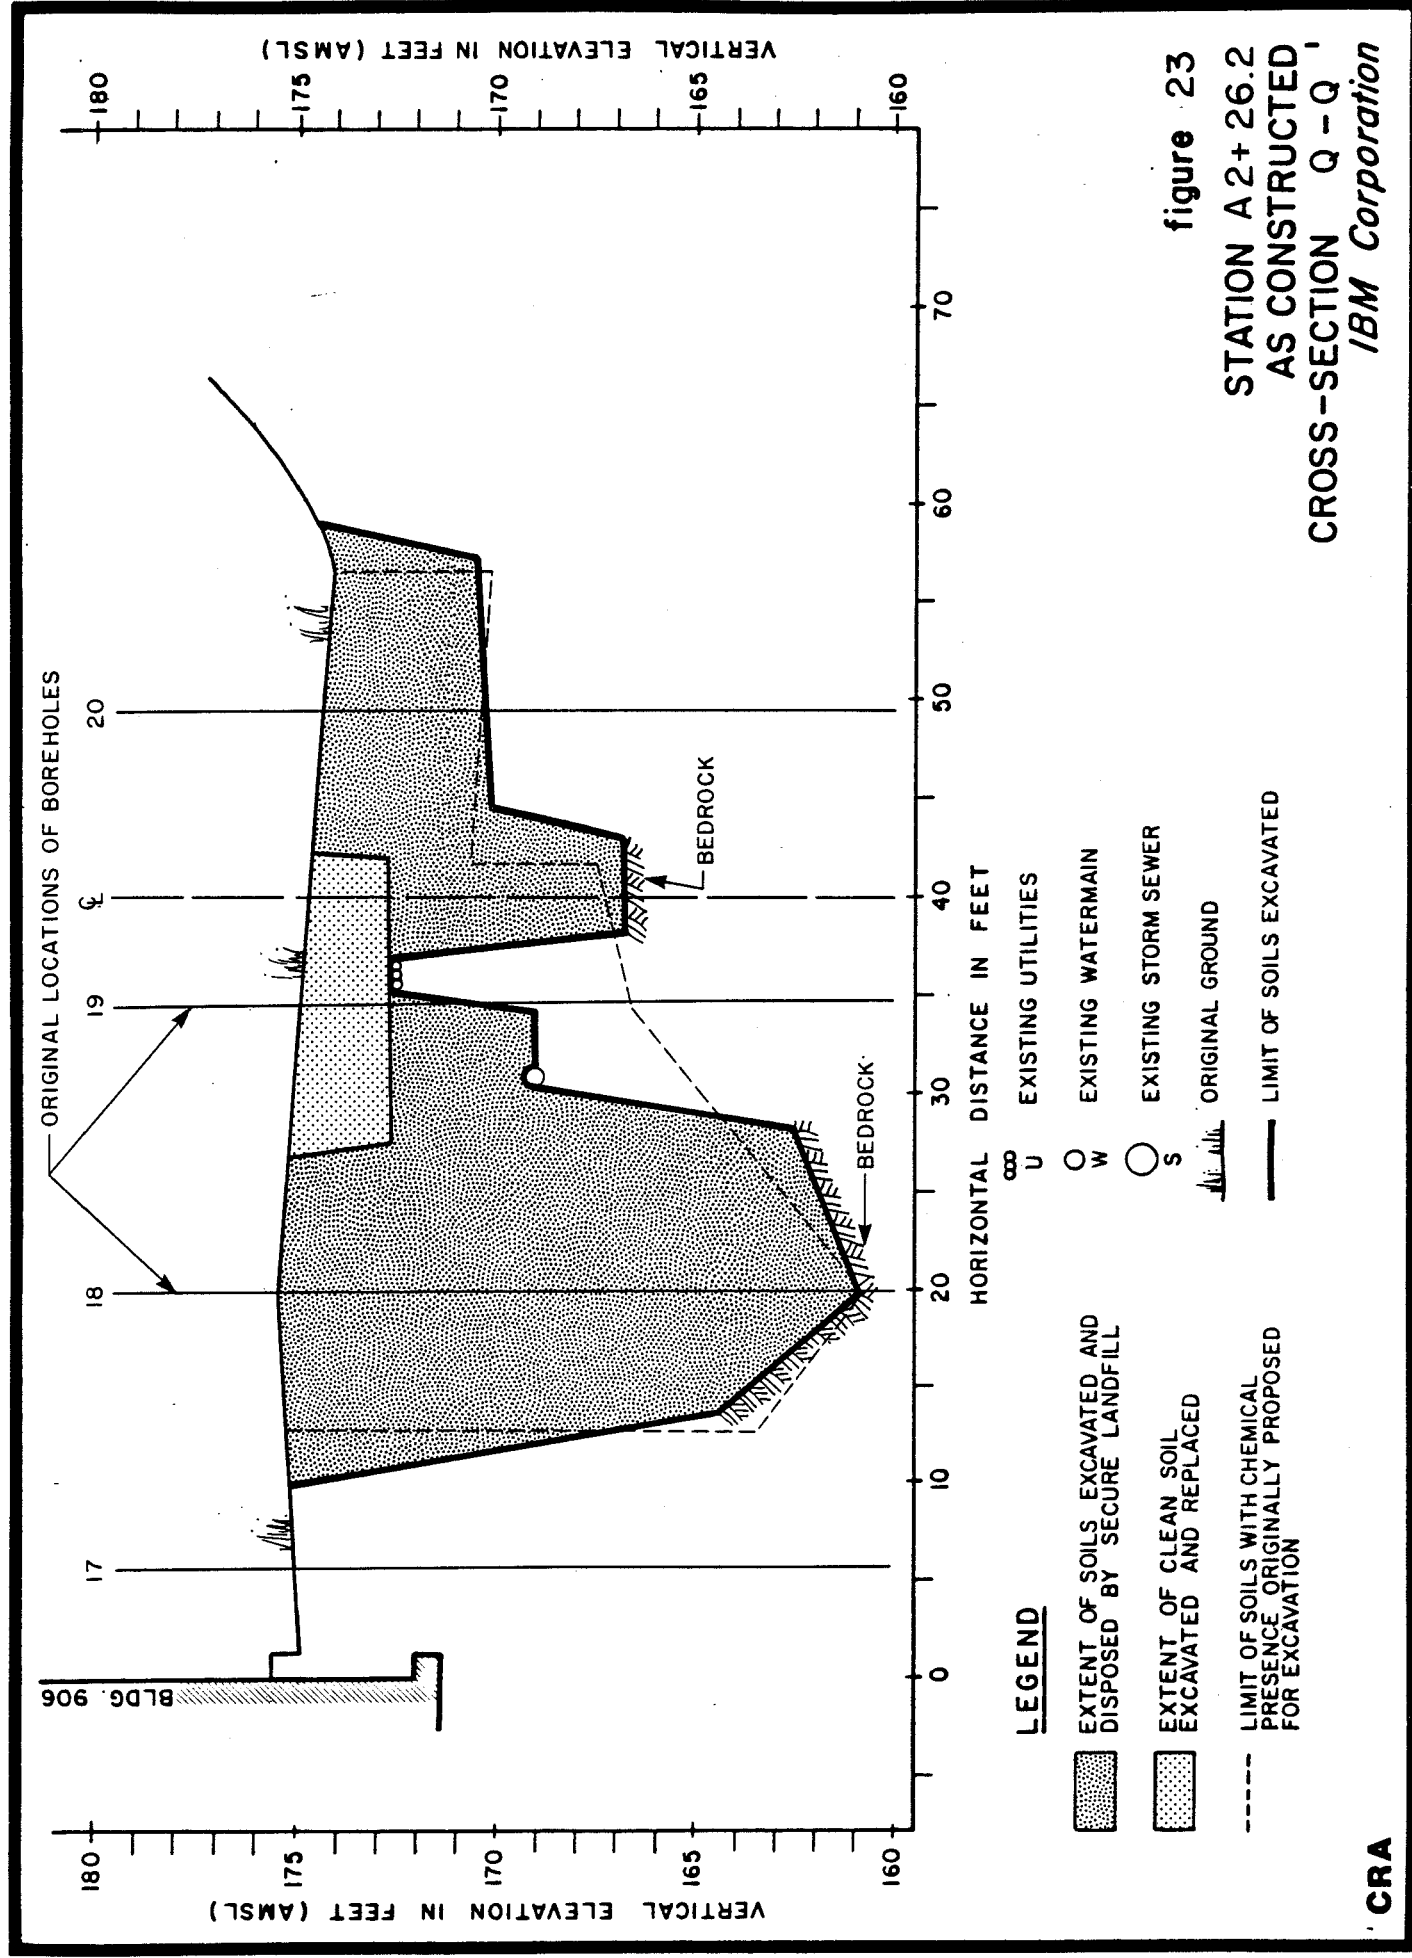 ORIGINAL LOCATIONS OF BOREHOLES
17
18
19
℄
20
BLDG. 906
VERTICAL ELEVATION IN FEET (AMSL)
180
175
170
165
160
VERTICAL ELEVATION IN FEET (AMSL)
180
175
170
165
160
BEDROCK
BEDROCK
0
10
20
30
40
50
60
70
HORIZONTAL DISTANCE IN FEET
LEGEND
EXTENT OF SOILS EXCAVATED AND
DISPOSED BY SECURE LANDFILL
EXTENT OF CLEAN SOIL
EXCAVATED AND REPLACED
LIMIT OF SOILS WITH CHEMICAL
PRESENCE ORIGINALLY PROPOSED
FOR EXCAVATION
U EXISTING UTILITIES
W EXISTING WATERMAIN
S EXISTING STORM SEWER
ORIGINAL GROUND
LIMIT OF SOILS EXCAVATED
figure 23
STATION A 2+26.2
AS CONSTRUCTED
CROSS-SECTION Q-Q'
IBM Corporation
CRA